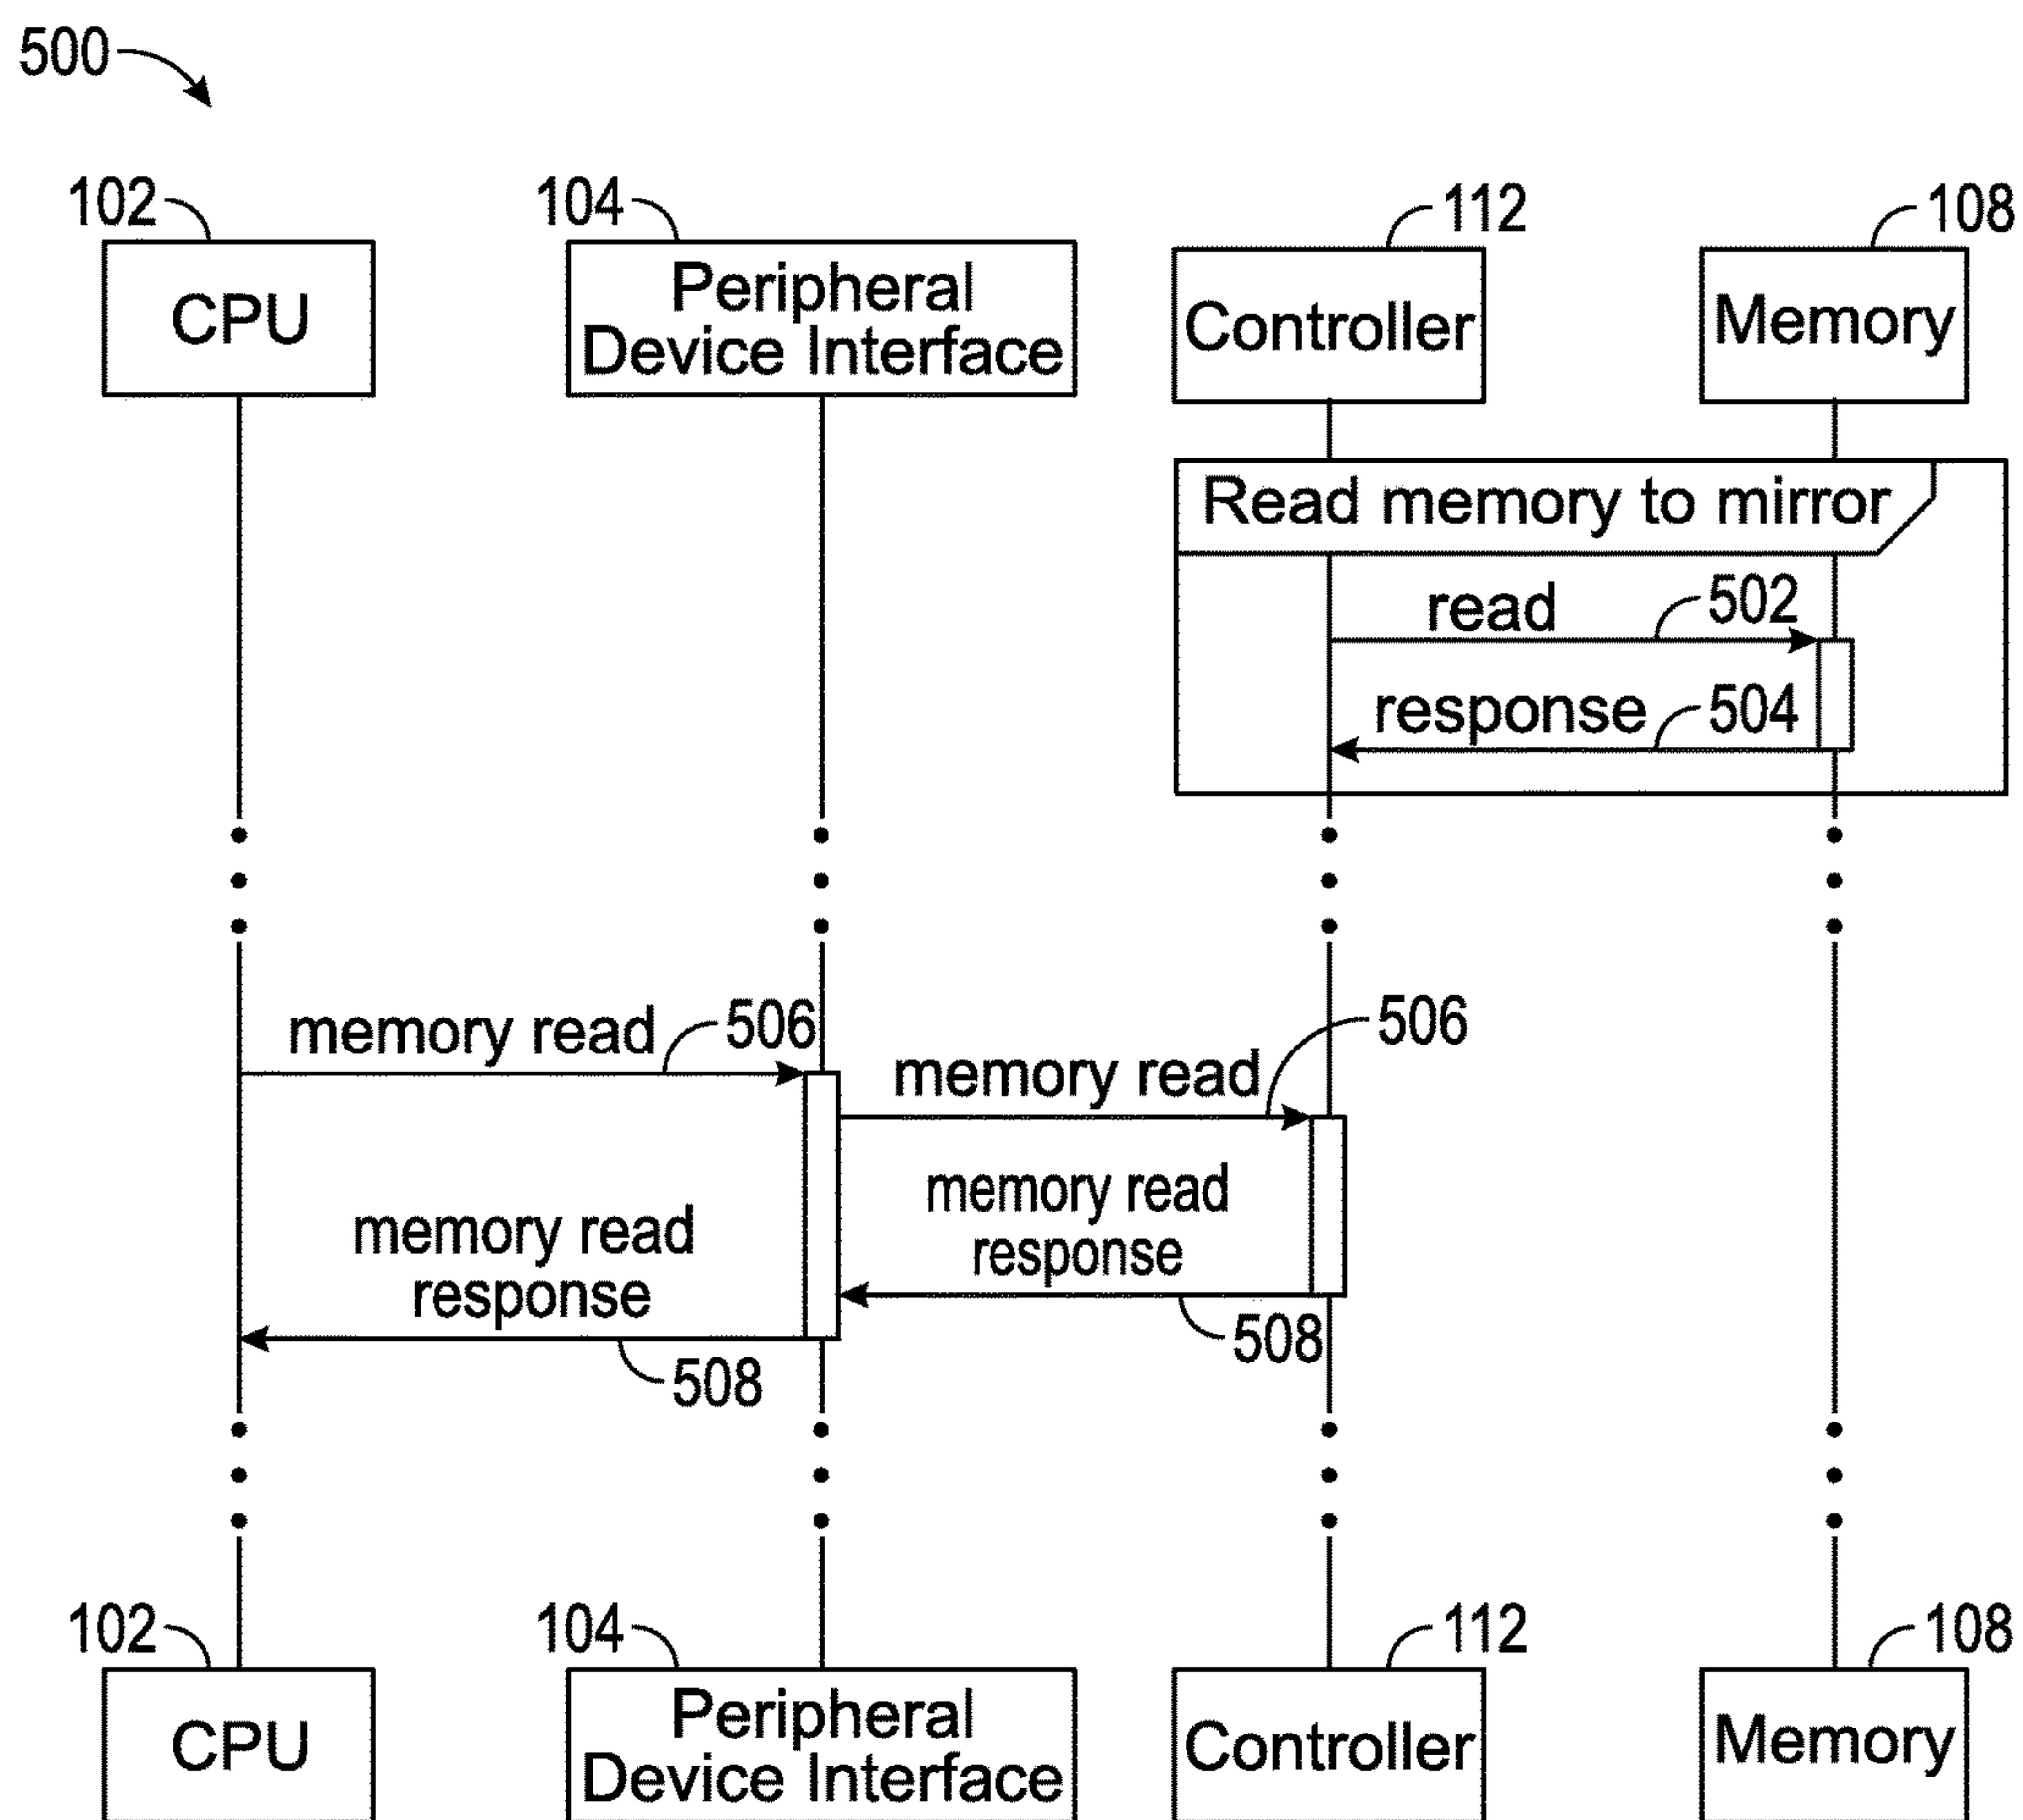 500
102
104
112
108
CPU
Peripheral
Device Interface
Controller
Memory
Read memory to mirror
read
502
response
504
memory read
506
memory read
506
memory read
response
508
memory read
response
508
102
104
112
108
CPU
Peripheral
Device Interface
Controller
Memory